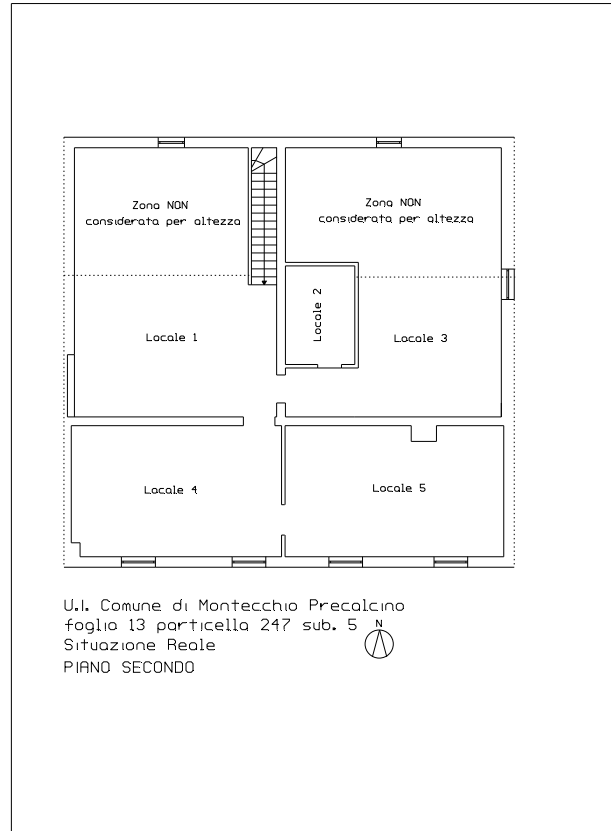 Zona NON
considerata per altezza
Zona NON
considerata per altezza
Locale 1
Locale 2
Locale 3
Locale 4
Locale 5
U.I. Comune di Montecchio Precalcino
foglio 13 particella 247 sub. 5
N
Situazione Reale
PIANO SECONDO